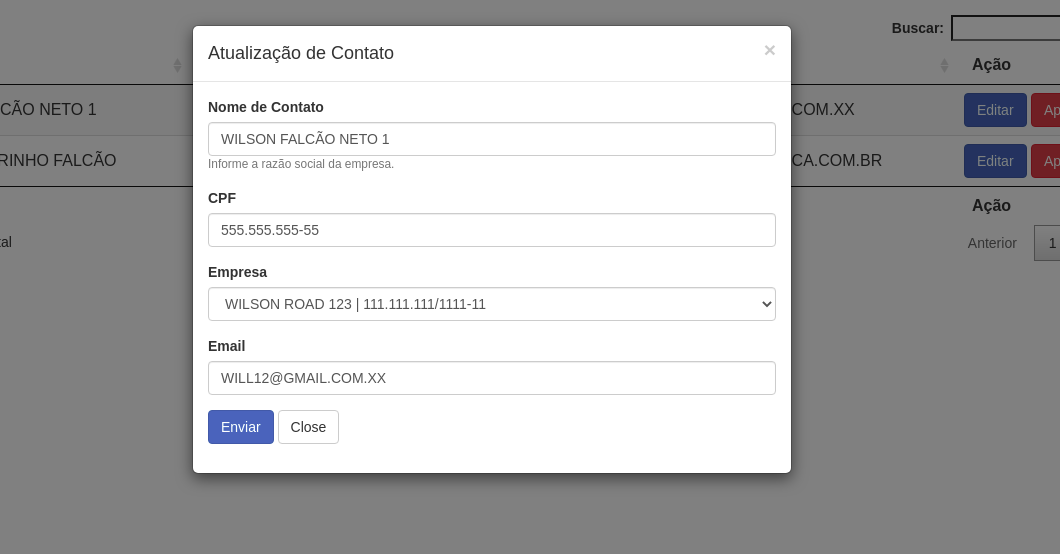 Buscar:
Atualização de Contato
×
Ação
Nome de Contato
CÃO NETO 1
WILSON FALCÃO NETO 1
COM.XX
Editar
Ap
Informe a razão social da empresa.
RINHO FALCÃO
CA.COM.BR
Editar
Ap
CPF
555.555.555-55
Ação
tal
Anterior
1
Empresa
WILSON ROAD 123 | 111.111.111/1111-11
Email
WILL12@GMAIL.COM.XX
Enviar Close